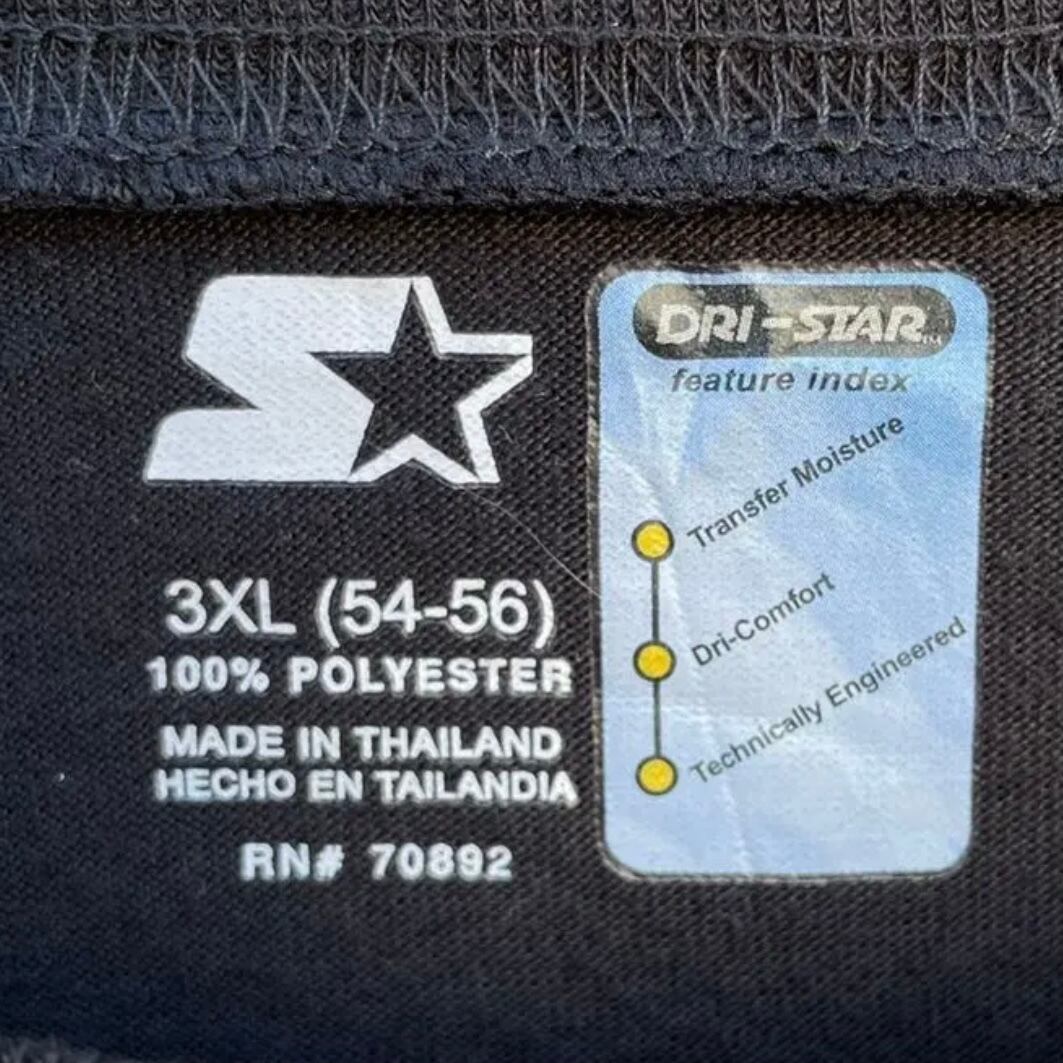 3XL (54-56)
100% POLYESTER
MADE IN THAILAND
HECHO EN TAILANDIA
RN# 70892
DRI-STAR™
feature index
Transfer Moisture
Dri-Comfort
Technically Engineered